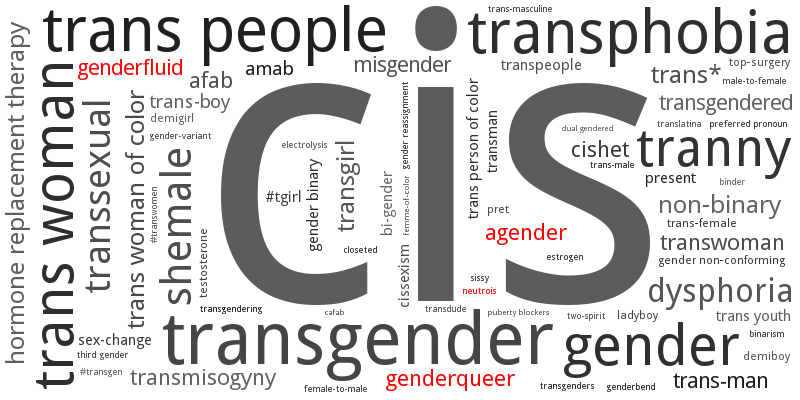 trans people
trans-masculine
transphobia
genderfluid
amab
misgender
transpeople
top-surgery
afab
trans*
male-to-female
hormone replacement therapy
trans woman
transsexual
trans-boy
demigirl
gender-variant
trans woman of color
#transwomen
shemale
testosterone
electrolysis
cis
#tgirl
gender binary
transgirl
closeted
bi-gender
gender reassignment
femme-of-color
cissexism
trans person of color
transman
pret
agender
estrogen
sissy
neutrois
dual gendered
cishet
trans-male
transgendered
translatina
preferred pronoun
tranny
present
binder
non-binary
trans-female
transwoman
gender non-conforming
dysphoria
trans youth
transgendering
cafab
transdude
puberty blockers
two-spirit
ladyboy
sex-change
third gender
#transgen
transgender
gender
binarism
demiboy
transmisogyny
female-to-male
genderqueer
transgenders
genderbend
trans-man